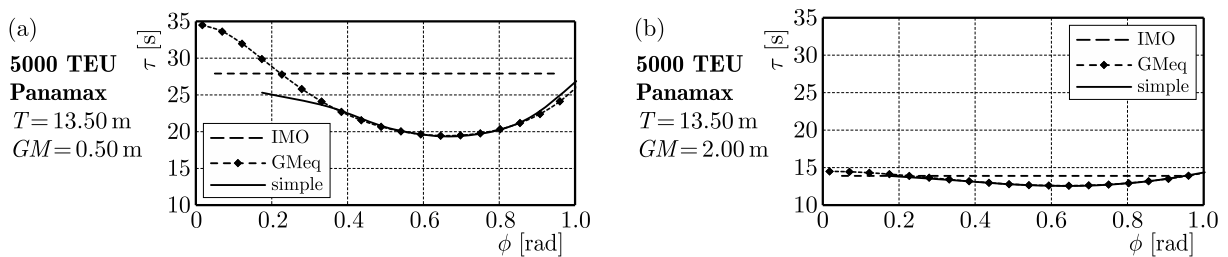 (a)
5000 TEU
Panamax
T = 13.50 m
GM = 0.50 m
τ [s]
35
30
25
20
15
10
IMO
GMeq
simple
0
0.2
0.4
0.6
0.8
1.0
ϕ [rad]
(b)
5000 TEU
Panamax
T = 13.50 m
GM = 2.00 m
τ [s]
35
30
25
20
15
10
IMO
GMeq
simple
0
0.2
0.4
0.6
0.8
1.0
ϕ [rad]